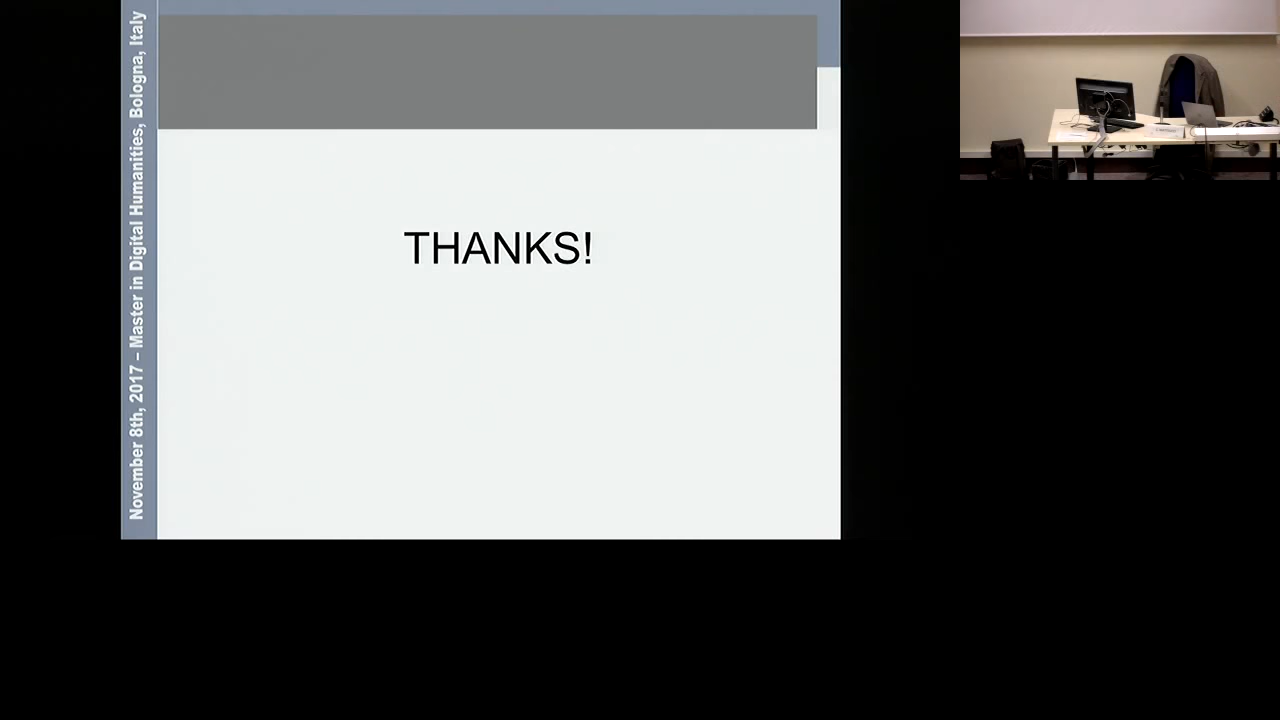 November 8th, 2017 – Master in Digital Humanities, Bologna, Italy
THANKS!